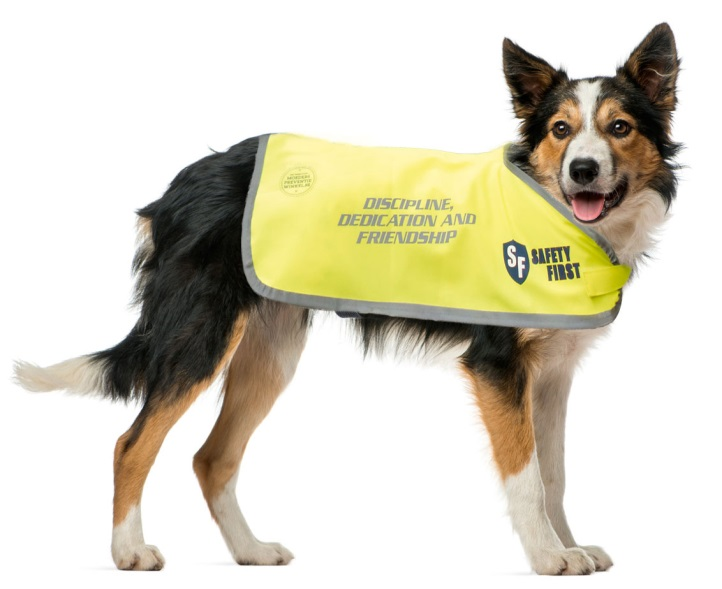 DISCIPLINE,
DEDICATION AND
FRIENDSHIP
SF
SAFETY
FIRST